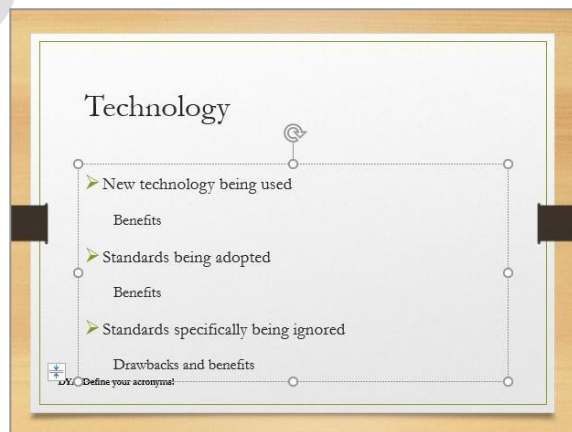 Technology
New technology being used
Benefits
Standards being adopted
Benefits
Standards specifically being ignored
Drawbacks and benefits
Define your acronyms!